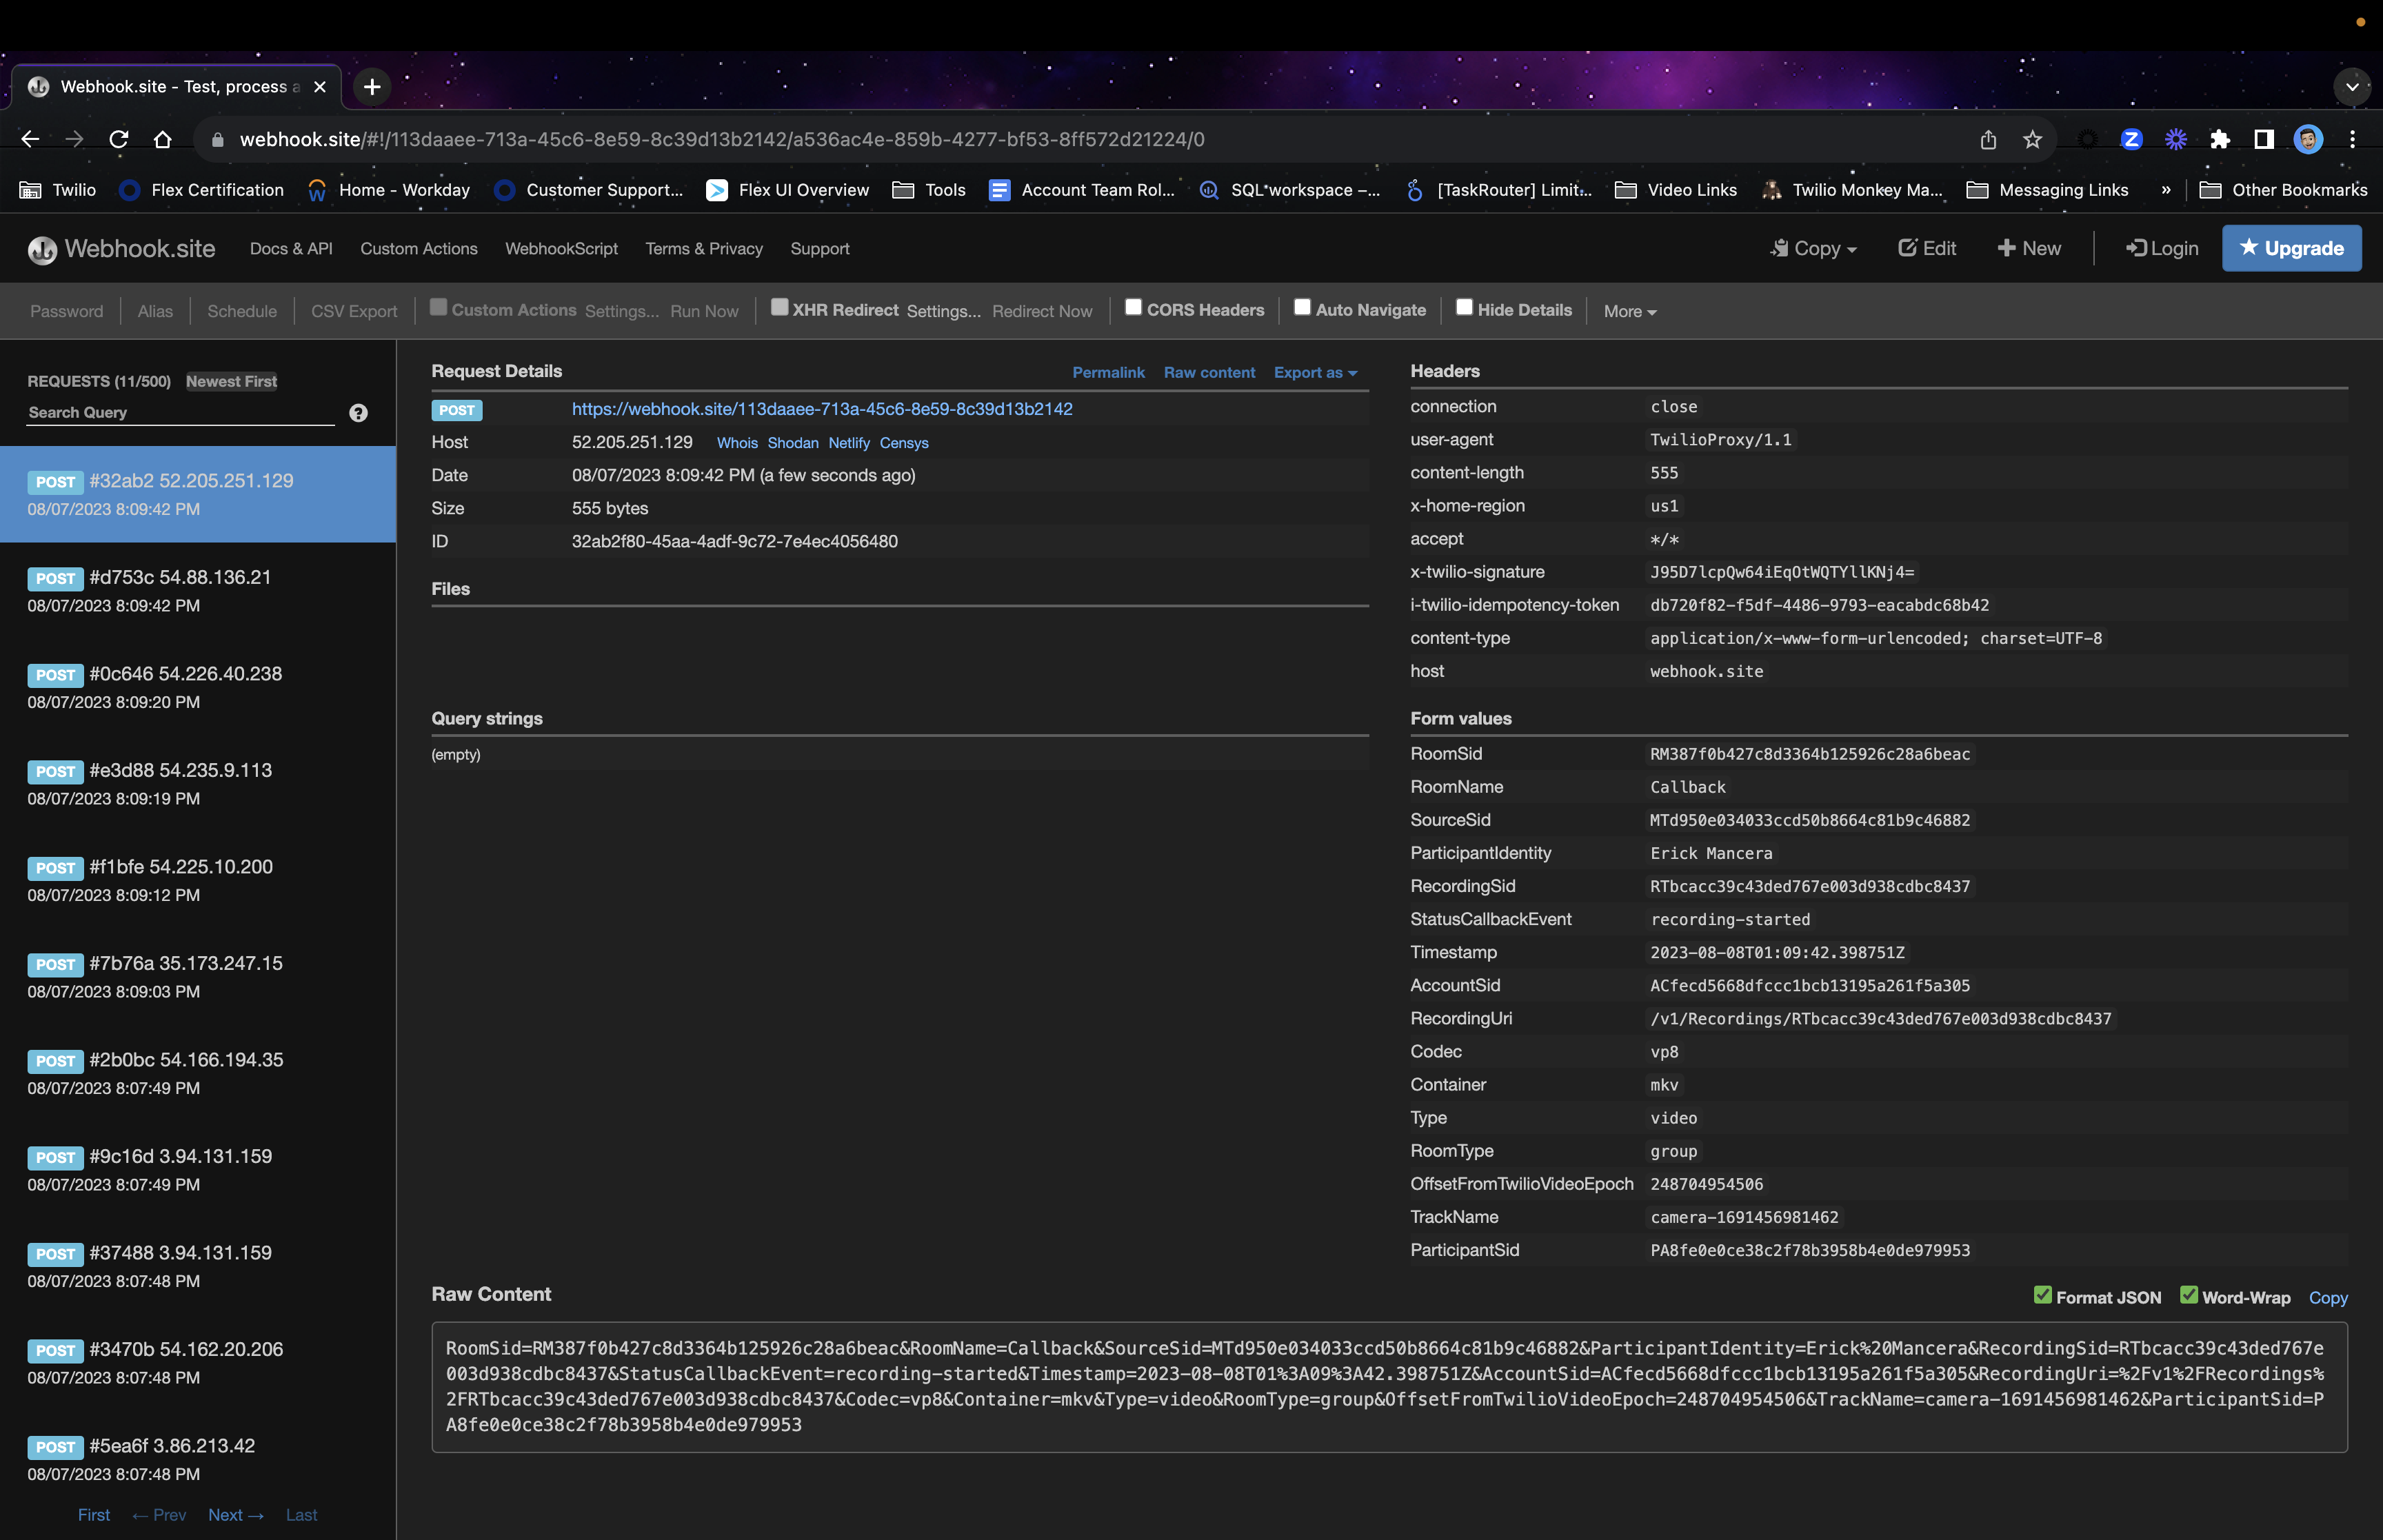 Webhook.site - Test, process a
webhook.site/#!/113daaee-713a-45c6-8e59-8c39d13b2142/a536ac4e-859b-4277-bf53-8ff572d21224/0
Twilio Flex Certification Home - Workday Customer Support... Flex UI Overview Tools Account Team Rol... SQL*workspace –... [TaskRouter] Limit... Video Links Twilio Monkey Ma... Messaging Links » Other Bookmarks
Webhook.site Docs & API Custom Actions WebhookScript Terms & Privacy Support Copy Edit New Login Upgrade
Password Alias Schedule CSV Export Custom Actions Settings... Run Now XHR Redirect Settings... Redirect Now CORS Headers Auto Navigate Hide Details More
REQUESTS (11/500) Newest First
Search Query
POST #32ab2 52.205.251.129
08/07/2023 8:09:42 PM
POST #d753c 54.88.136.21
08/07/2023 8:09:42 PM
POST #0c646 54.226.40.238
08/07/2023 8:09:20 PM
POST #e3d88 54.235.9.113
08/07/2023 8:09:19 PM
POST #f1bfe 54.225.10.200
08/07/2023 8:09:12 PM
POST #7b76a 35.173.247.15
08/07/2023 8:09:03 PM
POST #2b0bc 54.166.194.35
08/07/2023 8:07:49 PM
POST #9c16d 3.94.131.159
08/07/2023 8:07:49 PM
POST #37488 3.94.131.159
08/07/2023 8:07:48 PM
POST #3470b 54.162.20.206
08/07/2023 8:07:48 PM
POST #5ea6f 3.86.213.42
08/07/2023 8:07:48 PM
First ← Prev Next → Last
Request Details Permalink Raw content Export as
POST https://webhook.site/113daaee-713a-45c6-8e59-8c39d13b2142
Host 52.205.251.129 Whois Shodan Netlify Censys
Date 08/07/2023 8:09:42 PM (a few seconds ago)
Size 555 bytes
ID 32ab2f80-45aa-4adf-9c72-7e4ec4056480
Files
Query strings
(empty)
Headers
connection close
user-agent TwilioProxy/1.1
content-length 555
x-home-region us1
accept */*
x-twilio-signature J95D7lcpQw64iEqOtWQTYllKNj4=
i-twilio-idempotency-token db720f82-f5df-4486-9793-eacabdc68b42
content-type application/x-www-form-urlencoded; charset=UTF-8
host webhook.site
Form values
RoomSid RM387f0b427c8d3364b125926c28a6beac
RoomName Callback
SourceSid MTd950e034033ccd50b8664c81b9c46882
ParticipantIdentity Erick Mancera
RecordingSid RTbcacc39c43ded767e003d938cdbc8437
StatusCallbackEvent recording-started
Timestamp 2023-08-08T01:09:42.398751Z
AccountSid ACfecd5668dfccc1bcb13195a261f5a305
RecordingUri /v1/Recordings/RTbcacc39c43ded767e003d938cdbc8437
Codec vp8
Container mkv
Type video
RoomType group
OffsetFromTwilioVideoEpoch 248704954506
TrackName camera-1691456981462
ParticipantSid PA8fe0e0ce38c2f78b3958b4e0de979953
Raw Content Format JSON Word-Wrap Copy
RoomSid=RM387f0b427c8d3364b125926c28a6beac&RoomName=Callback&SourceSid=MTd950e034033ccd50b8664c81b9c46882&ParticipantIdentity=Erick%20Mancera&RecordingSid=RTbcacc39c43ded767e
003d938cdbc8437&StatusCallbackEvent=recording-started&Timestamp=2023-08-08T01%3A09%3A42.398751Z&AccountSid=ACfecd5668dfccc1bcb13195a261f5a305&RecordingUri=%2Fv1%2FRecordings%
2FRTbcacc39c43ded767e003d938cdbc8437&Codec=vp8&Container=mkv&Type=video&RoomType=group&OffsetFromTwilioVideoEpoch=248704954506&TrackName=camera-1691456981462&ParticipantSid=P
A8fe0e0ce38c2f78b3958b4e0de979953